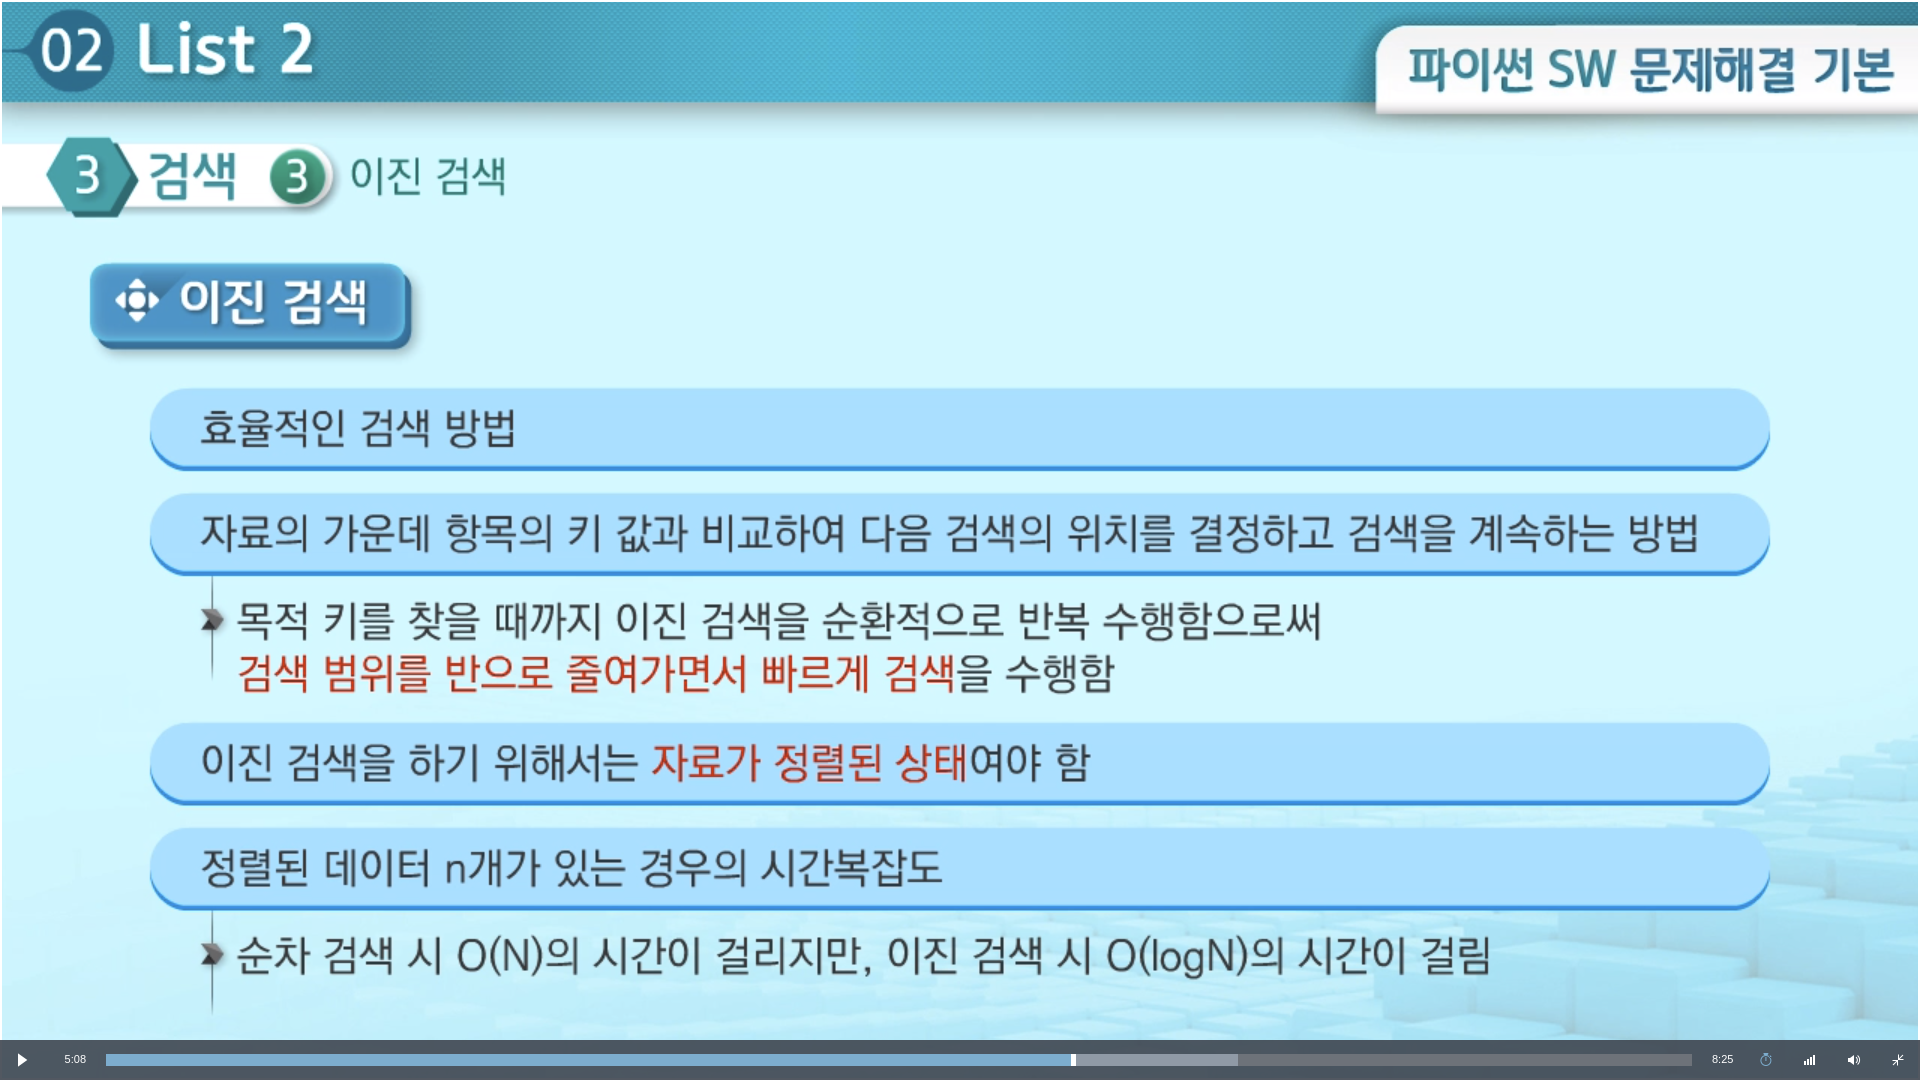 02 List 2
파이썬 SW 문제해결 기본
3 검색 3 이진 검색
이진 검색
효율적인 검색 방법
자료의 가운데 항목의 키 값과 비교하여 다음 검색의 위치를 결정하고 검색을 계속하는 방법
목적 키를 찾을 때까지 이진 검색을 순환적으로 반복 수행함으로써
검색 범위를 반으로 줄여가면서 빠르게 검색을 수행함
이진 검색을 하기 위해서는 자료가 정렬된 상태여야 함
정렬된 데이터 n개가 있는 경우의 시간복잡도
순차 검색 시 O(N)의 시간이 걸리지만, 이진 검색 시 O(logN)의 시간이 걸림
5:08 8:25